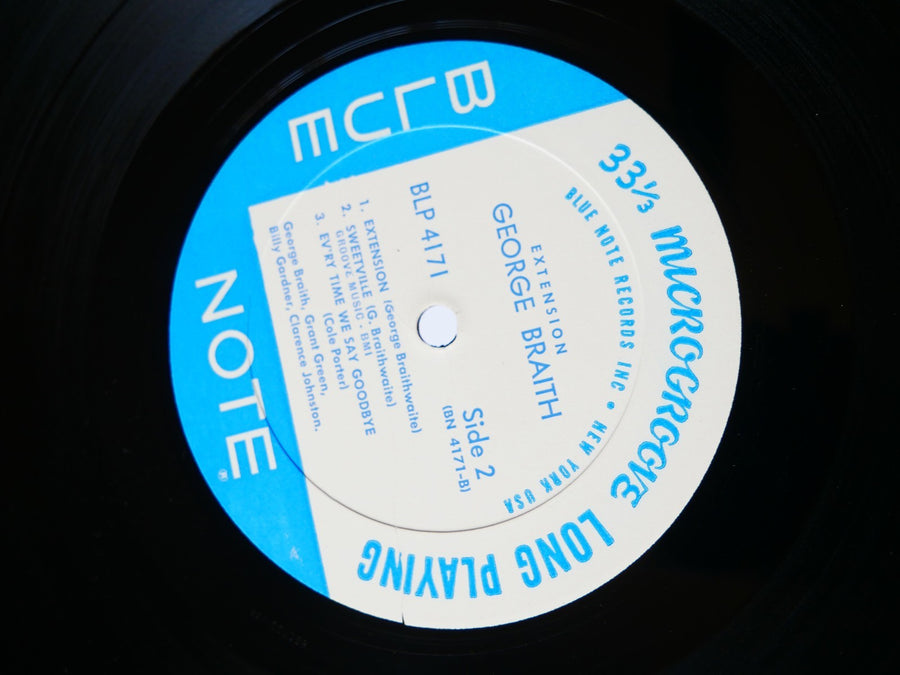 33⅓ MICROGROOVE LONG PLAYING
BLUE NOTE RECORDS INC • NEW YORK USA
EXTENSION
GEORGE BRAITH
BLP 4171
Side 2
(BN 4171-B)
1. EXTENSION (George Braithwaite)
2. SWEETVILLE (G. Braithwaite)
GROOVE MUSIC - BMI
3. EV'RY TIME WE SAY GOODBYE
(Cole Porter)
George Braith, Grant Green,
Billy Gardner, Clarence Johnston.
BLUE
NOTE®